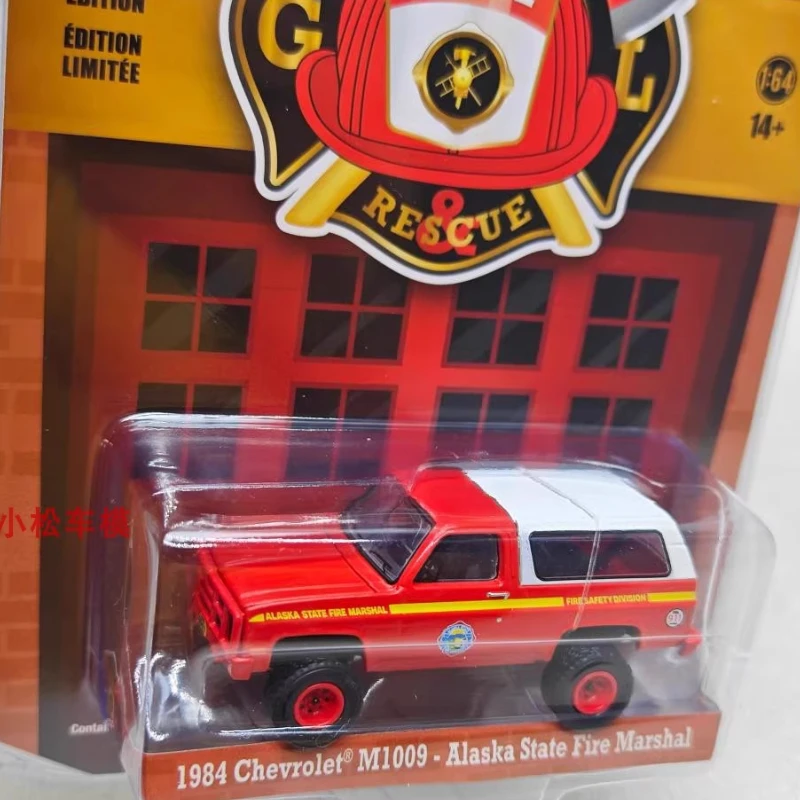 EDITION
ÉDITION
LIMITÉE
G L
1:64
14+
&
RESCUE
小松车模
ALASKA STATE FIRE MARSHAL
FIRE SAFETY DIVISION
1984 Chevrolet® M1009 - Alaska State Fire Marshal